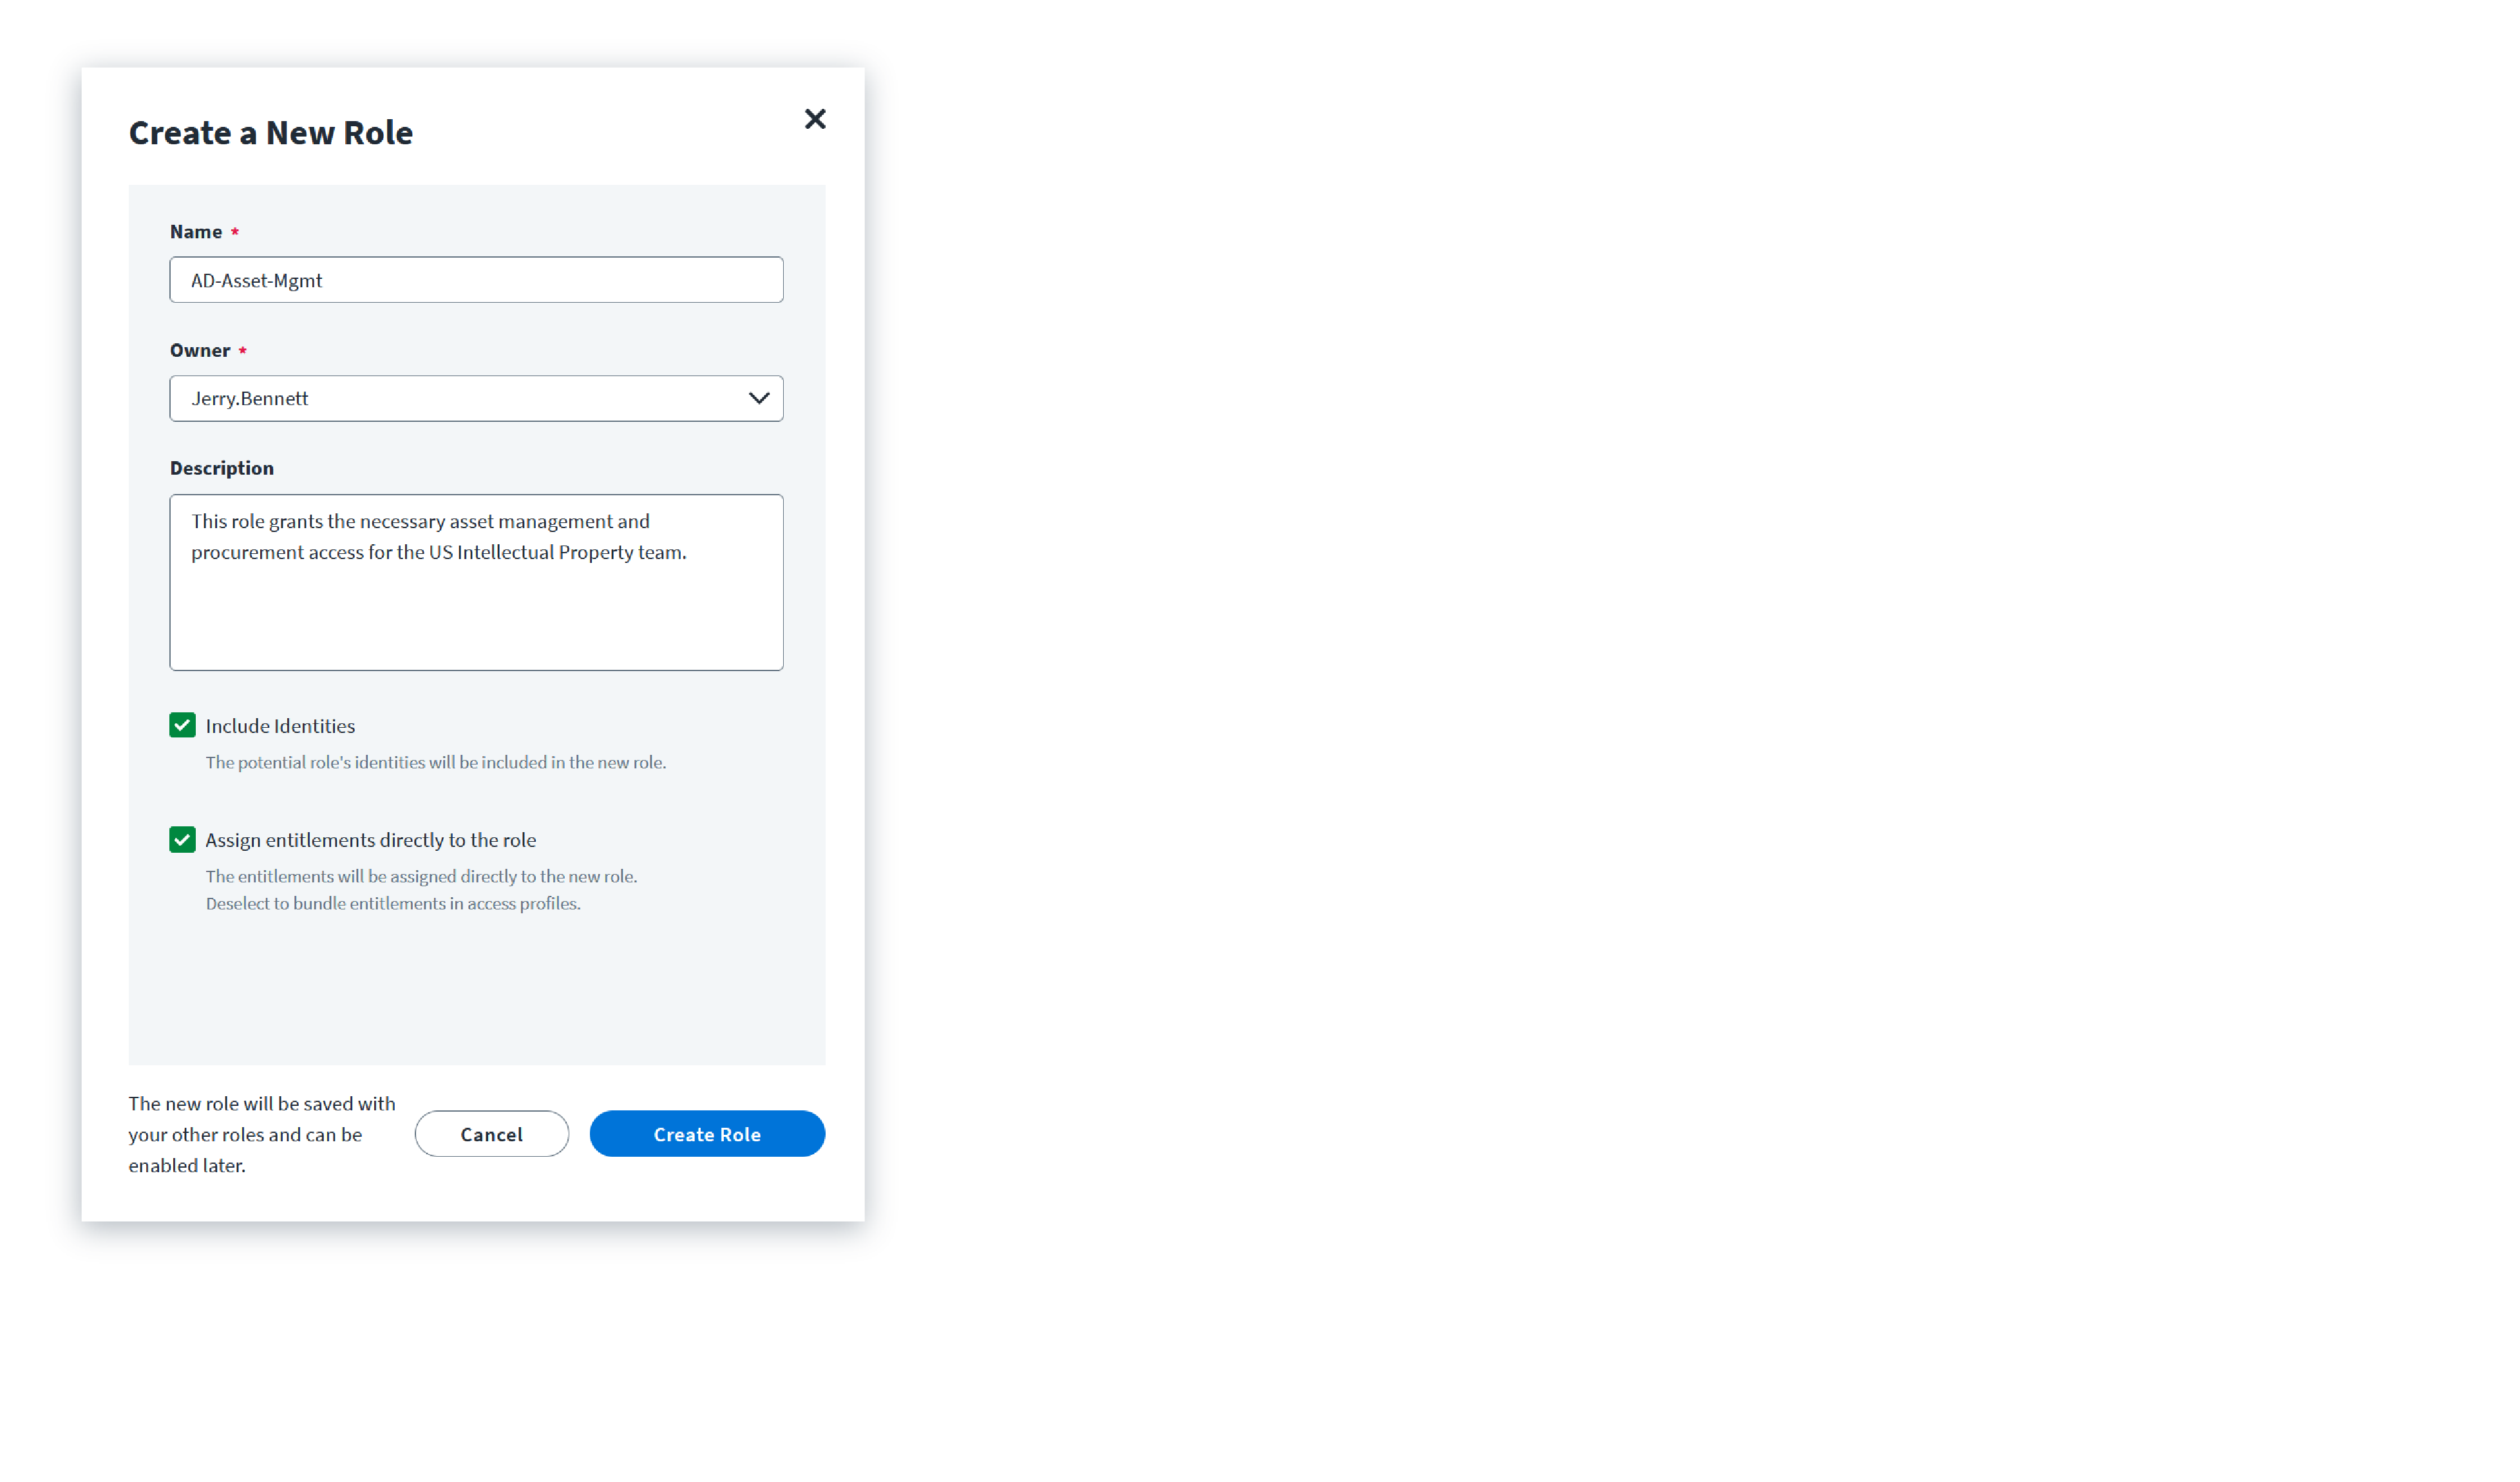 Create a New Role
Name *
AD-Asset-Mgmt
Owner *
Jerry.Bennett
Description
This role grants the necessary asset management and
procurement access for the US Intellectual Property team.
Include Identities
The potential role's identities will be included in the new role.
Assign entitlements directly to the role
The entitlements will be assigned directly to the new role.
Deselect to bundle entitlements in access profiles.
The new role will be saved with
your other roles and can be
enabled later.
Cancel
Create Role